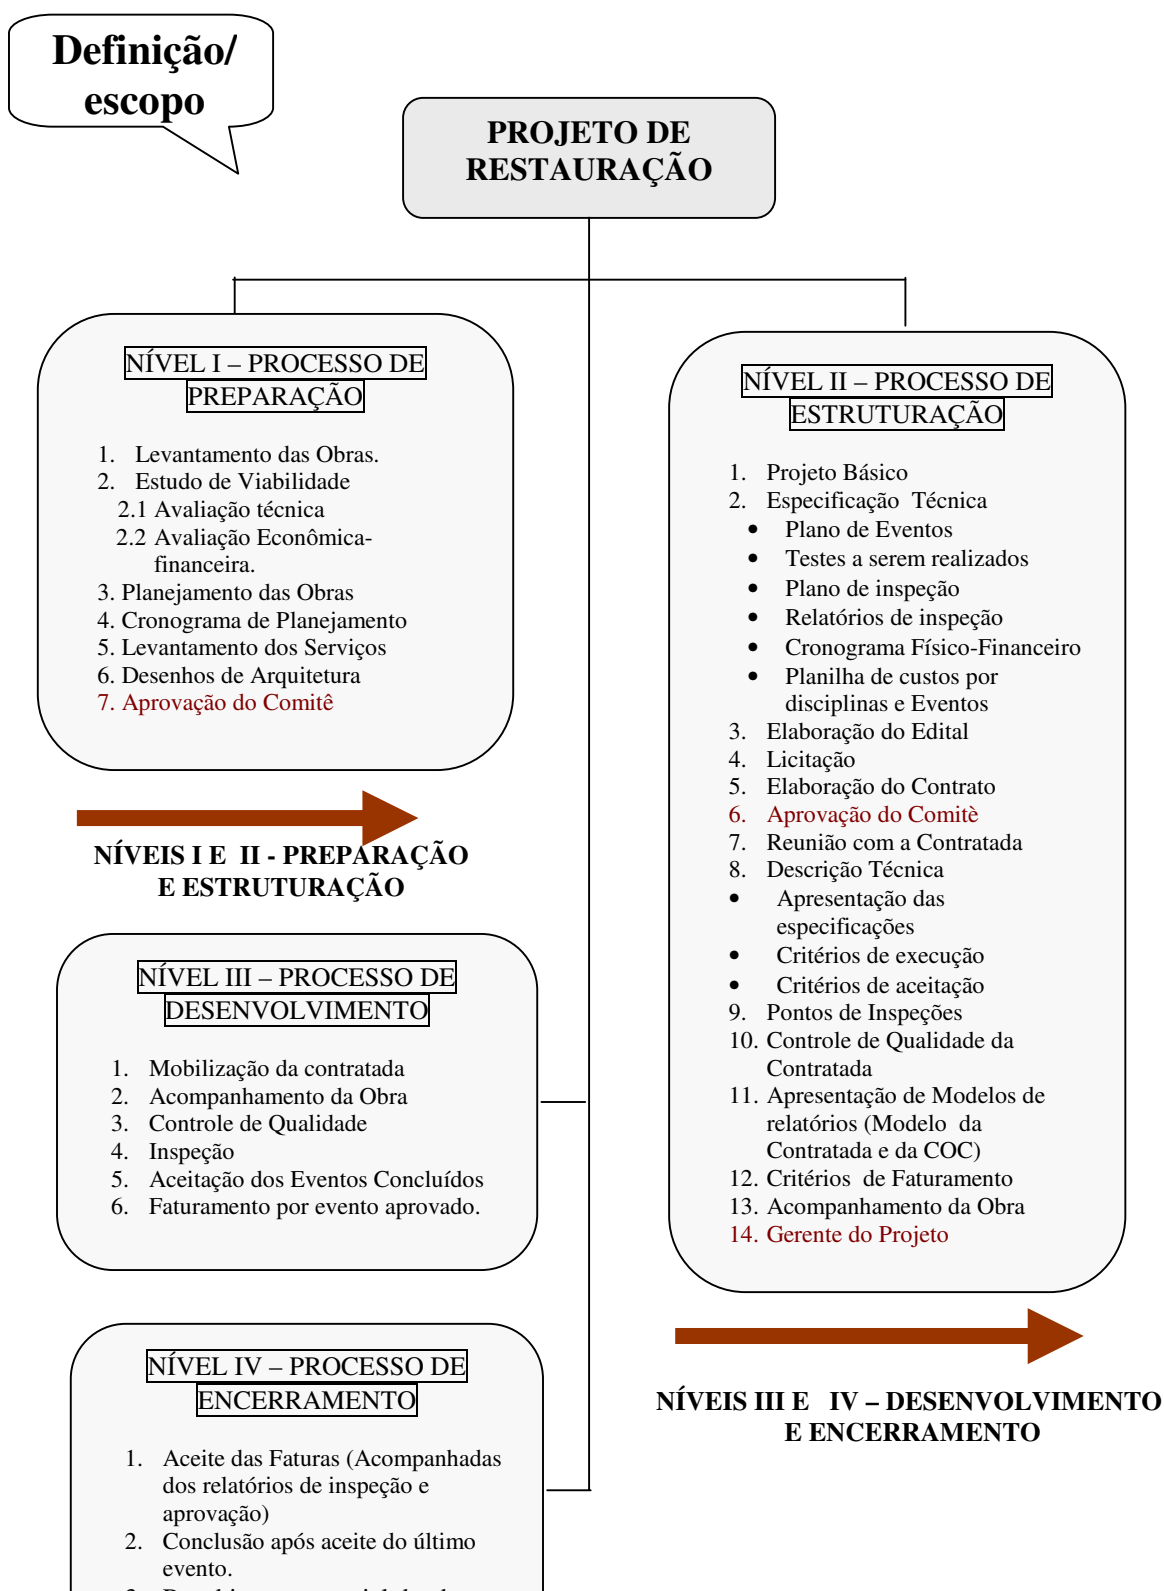 Definição/
escopo
PROJETO DE
RESTAURAÇÃO
NÍVEL I – PROCESSO DE
PREPARAÇÃO
1. Levantamento das Obras.
2. Estudo de Viabilidade
2.1 Avaliação técnica
2.2 Avaliação Econômica-
financeira.
3. Planejamento das Obras
4. Cronograma de Planejamento
5. Levantamento dos Serviços
6. Desenhos de Arquitetura
7. Aprovação do Comitê
NÍVEL II – PROCESSO DE
ESTRUTURAÇÃO
1. Projeto Básico
2. Especificação Técnica
• Plano de Eventos
• Testes a serem realizados
• Plano de inspeção
• Relatórios de inspeção
• Cronograma Físico-Financeiro
• Planilha de custos por
disciplinas e Eventos
3. Elaboração do Edital
4. Licitação
5. Elaboração do Contrato
6. Aprovação do Comitè
7. Reunião com a Contratada
8. Descrição Técnica
• Apresentação das
especificações
• Critérios de execução
• Critérios de aceitação
9. Pontos de Inspeções
10. Controle de Qualidade da
Contratada
11. Apresentação de Modelos de
relatórios (Modelo da
Contratada e da COC)
12. Critérios de Faturamento
13. Acompanhamento da Obra
14. Gerente do Projeto
NÍVEIS I E II - PREPARAÇÃO
E ESTRUTURAÇÃO
NÍVEL III – PROCESSO DE
DESENVOLVIMENTO
1. Mobilização da contratada
2. Acompanhamento da Obra
3. Controle de Qualidade
4. Inspeção
5. Aceitação dos Eventos Concluídos
6. Faturamento por evento aprovado.
NÍVEIS III E IV – DESENVOLVIMENTO
E ENCERRAMENTO
NÍVEL IV – PROCESSO DE
ENCERRAMENTO
1. Aceite das Faturas (Acompanhadas
dos relatórios de inspeção e
aprovação)
2. Conclusão após aceite do último
evento.